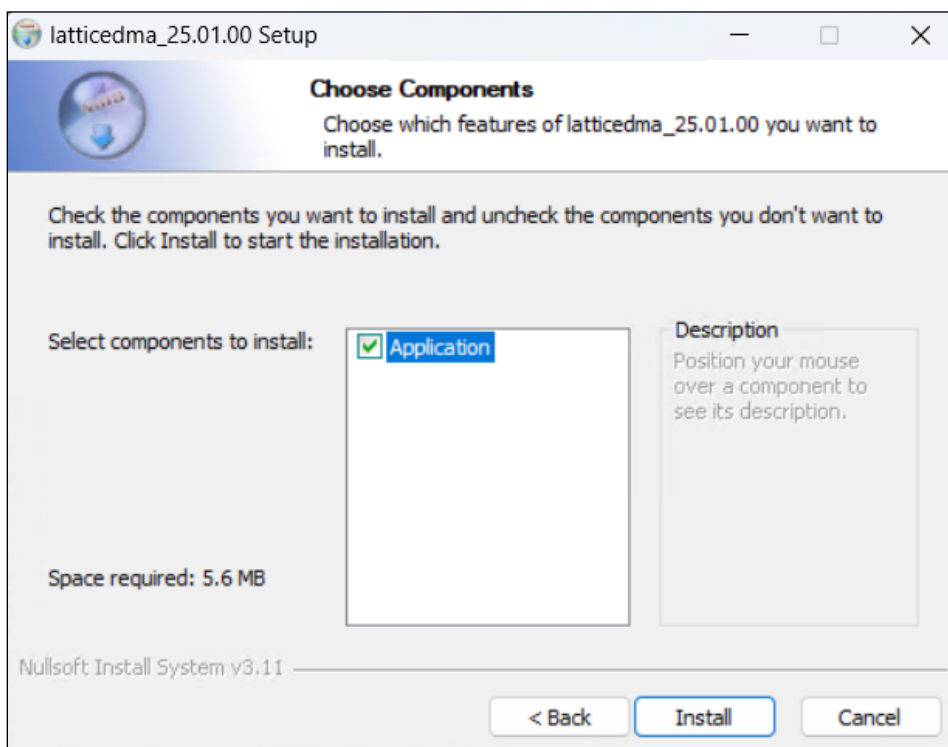 latticedma_25.01.00 Setup
Choose Components
Choose which features of latticedma_25.01.00 you want to
install.
Check the components you want to install and uncheck the components you don't want to
install. Click Install to start the installation.
Select components to install:
Application
Description
Position your mouse
over a component to
see its description.
Space required: 5.6 MB
Nullsoft Install System v3.11
< Back
Install
Cancel